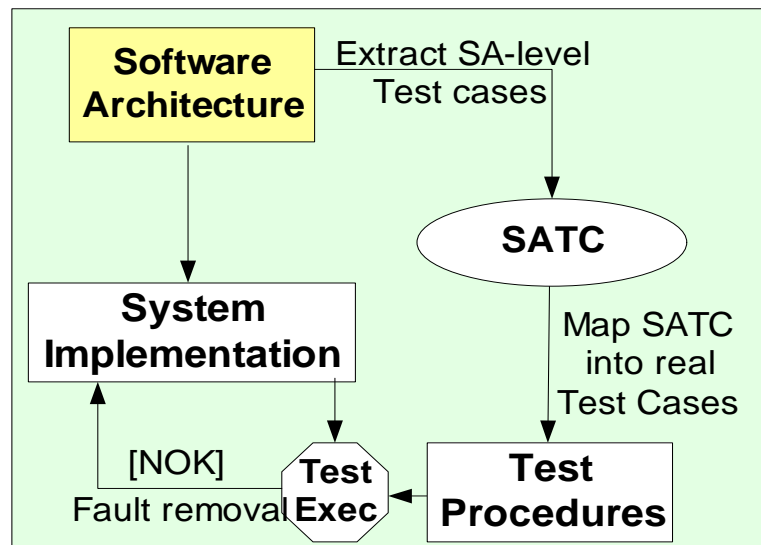 Software
Architecture
Extract SA-level
Test cases
SATC
System
Implementation
Map SATC
into real
Test Cases
[NOK]
Fault removal
Test
Exec
Test
Procedures